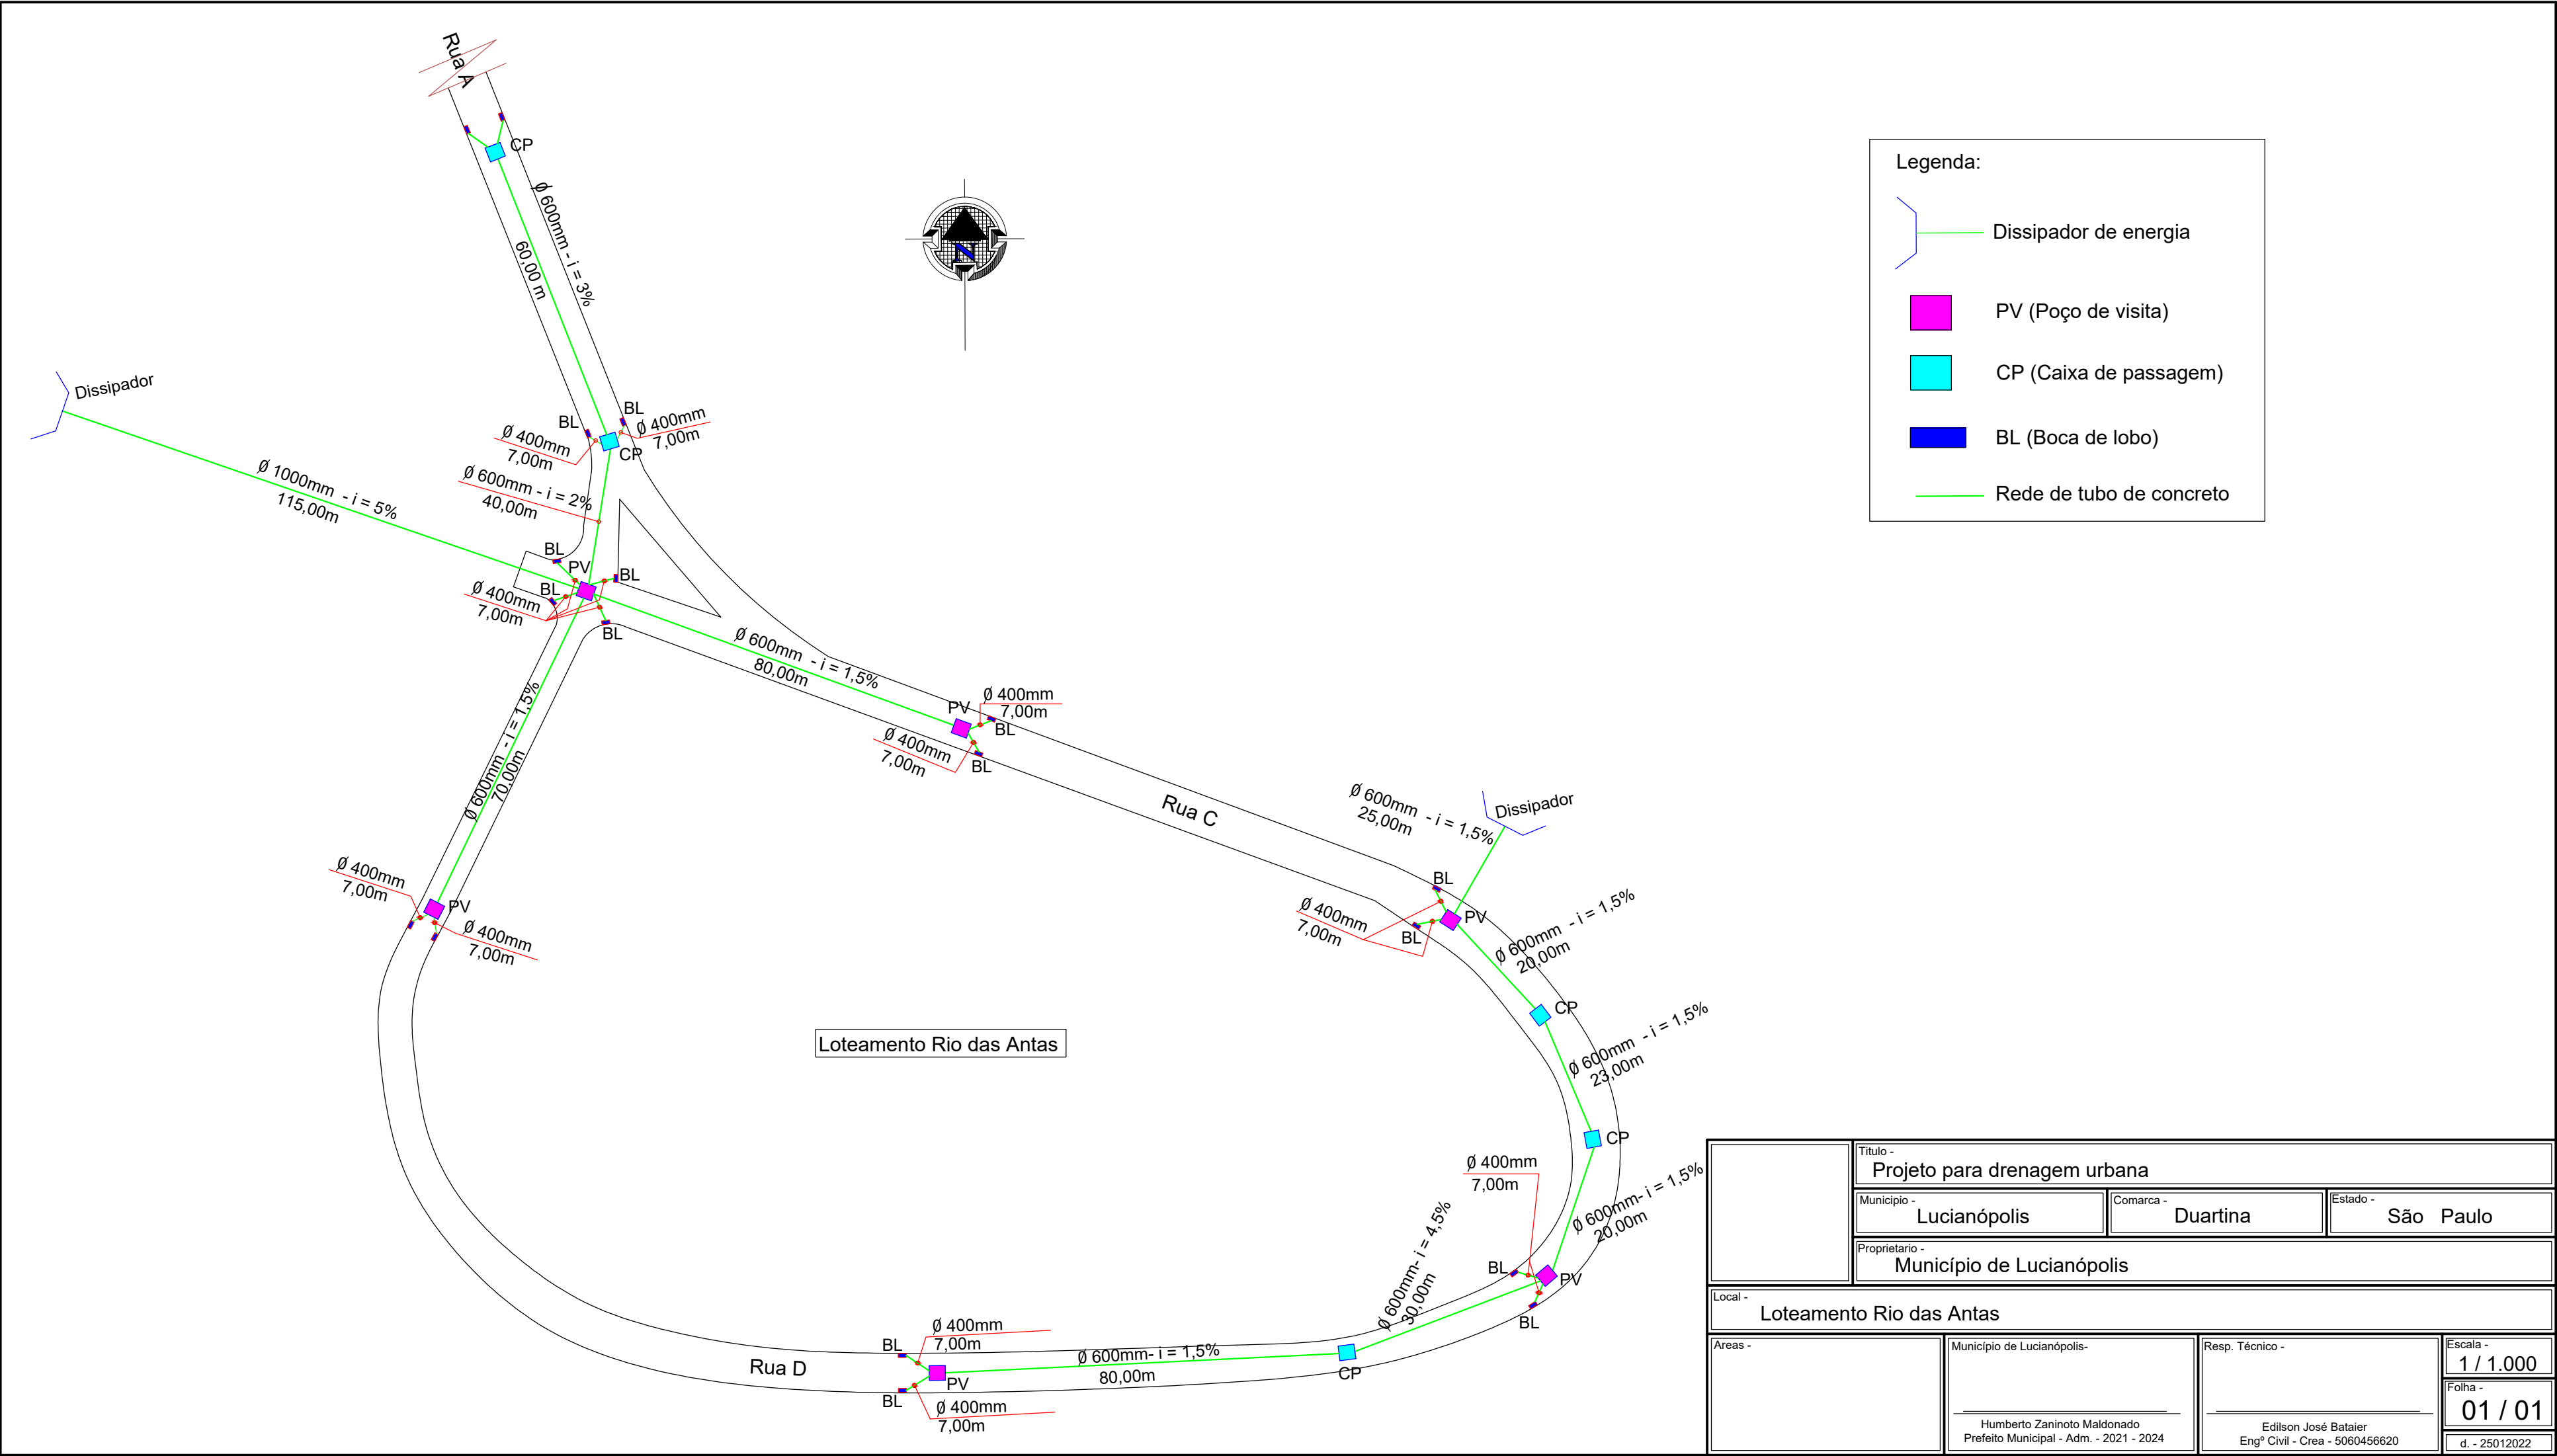 Rua A
CP
Ø 600mm - i = 3%
60,00 m
Legenda:
Dissipador de energia
PV (Poço de visita)
CP (Caixa de passagem)
BL (Boca de lobo)
Rede de tubo de concreto
N
Dissipador
BL
BL
Ø 400mm
7,00m
Ø 400mm
7,00m
CP
Ø 600mm - i = 2%
40,00m
Ø 1000mm - i = 5%
115,00m
BL
PV
BL
BL
Ø 400mm
7,00m
BL
Ø 600mm - i = 1,5%
80,00m
Ø 600mm - i = 1,5%
70,00m
PV
Ø 400mm
7,00m
BL
Ø 400mm
7,00m
BL
Rua C
Ø 600mm - i = 1,5%
25,00m
Dissipador
Ø 400mm
7,00m
PV
Ø 400mm
7,00m
BL
PV
Ø 400mm
7,00m
BL
Ø 600mm - i = 1,5%
20,00m
CP
Ø 600mm - i = 1,5%
23,00m
Loteamento Rio das Antas
CP
Ø 400mm
7,00m
Ø 600mm- i = 1,5%
20,00m
Ø 600mm- i = 4,5%
30,00m
BL
PV
BL
BL
Ø 400mm
7,00m
Ø 600mm- i = 1,5%
80,00m
CP
Rua D
PV
BL
Ø 400mm
7,00m
Titulo -
Projeto para drenagem urbana
Municipio -
Lucianópolis
Comarca -
Duartina
Estado -
São Paulo
Proprietario -
Município de Lucianópolis
Local -
Loteamento Rio das Antas
Areas -
Município de Lucianópolis-
Humberto Zaninoto Maldonado
Prefeito Municipal - Adm. - 2021 - 2024
Resp. Técnico -
Edilson José Bataier
Engº Civil - Crea - 5060456620
Escala -
1 / 1.000
Folha -
01 / 01
d. - 25012022